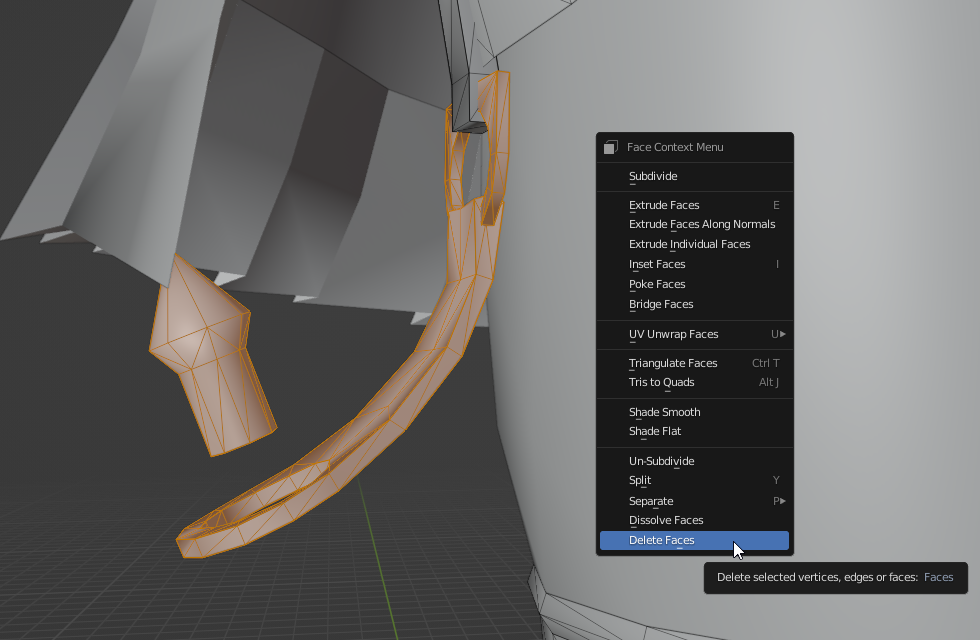 Face Context Menu
Subdivide
Extrude Faces E
Extrude Faces Along Normals
Extrude Individual Faces
Inset Faces I
Poke Faces
Bridge Faces
UV Unwrap Faces U▶
Triangulate Faces Ctrl T
Tris to Quads Alt J
Shade Smooth
Shade Flat
Un-Subdivide
Split Y
Separate P▶
Dissolve Faces
Delete Faces
Delete selected vertices, edges or faces: Faces